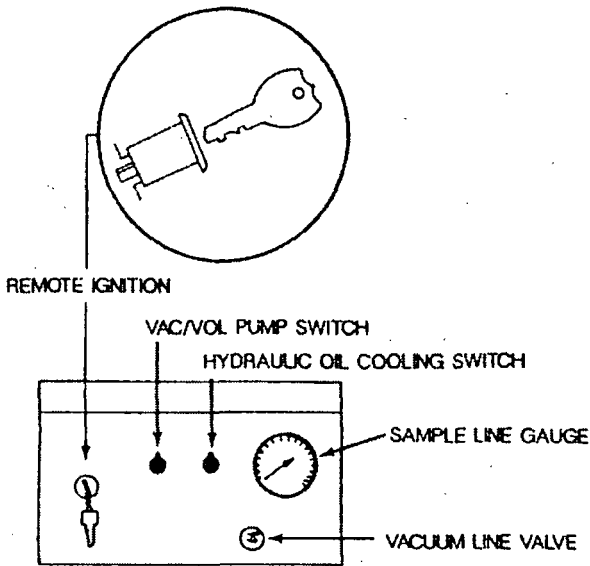 REMOTE IGNITION
VAC/VOL PUMP SWITCH
HYDRAULIC OIL COOLING SWITCH
SAMPLE LINE GAUGE
VACUUM LINE VALVE